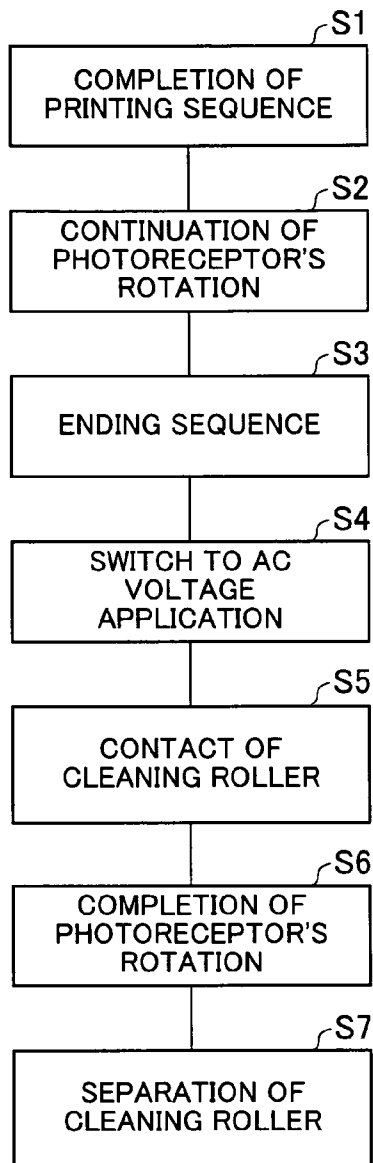 S1
COMPLETION OF
PRINTING SEQUENCE
S2
CONTINUATION OF
PHOTORECEPTOR'S
ROTATION
S3
ENDING SEQUENCE
S4
SWITCH TO AC
VOLTAGE
APPLICATION
S5
CONTACT OF
CLEANING ROLLER
S6
COMPLETION OF
PHOTORECEPTOR'S
ROTATION
S7
SEPARATION OF
CLEANING ROLLER